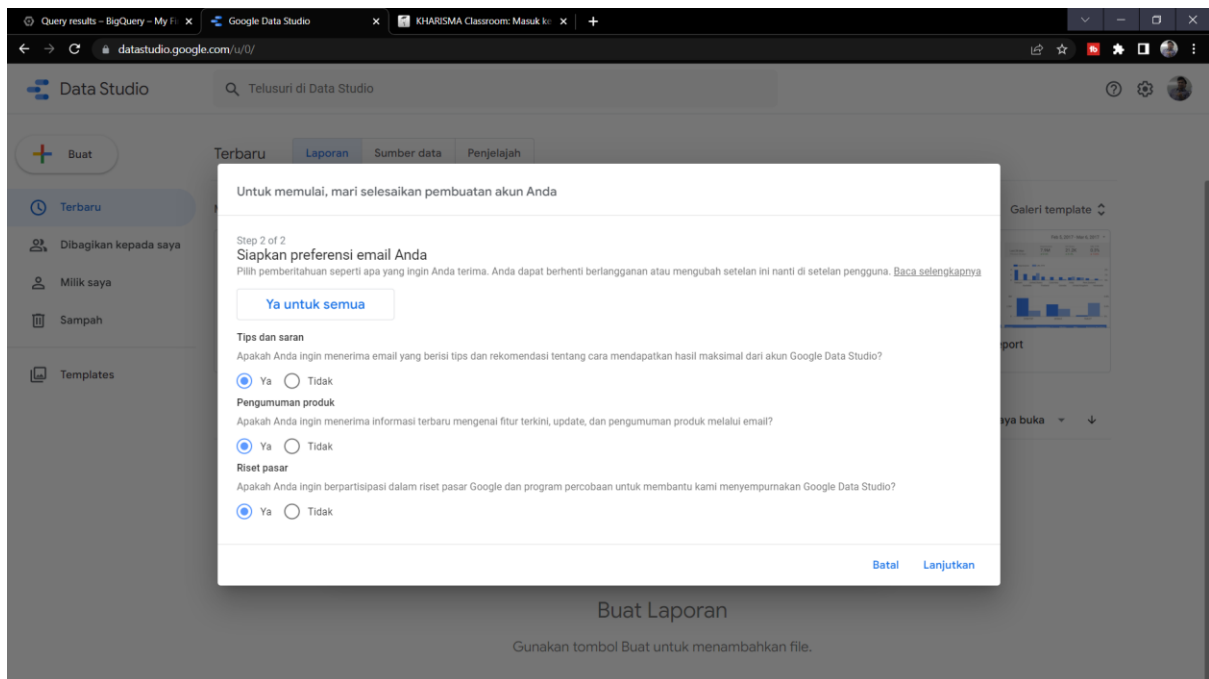 Query results – BigQuery – My Fi
Google Data Studio
KHARISMA Classroom: Masuk ke
datastudio.google.com/u/0/
Data Studio
Telusuri di Data Studio
Buat
Terbaru
Laporan
Sumber data
Penjelajah
Terbaru
Dibagikan kepada saya
Milik saya
Sampah
Templates
Galeri template
Untuk memulai, mari selesaikan pembuatan akun Anda
Step 2 of 2
Siapkan preferensi email Anda
Pilih pemberitahuan seperti apa yang ingin Anda terima. Anda dapat berhenti berlangganan atau mengubah setelan ini nanti di setelan pengguna. Baca selengkapnya
Ya untuk semua
Tips dan saran
Apakah Anda ingin menerima email yang berisi tips dan rekomendasi tentang cara mendapatkan hasil maksimal dari akun Google Data Studio?
Ya Tidak
Pengumuman produk
Apakah Anda ingin menerima informasi terbaru mengenai fitur terkini, update, dan pengumuman produk melalui email?
Ya Tidak
Riset pasar
Apakah Anda ingin berpartisipasi dalam riset pasar Google dan program percobaan untuk membantu kami menyempurnakan Google Data Studio?
Ya Tidak
Batal Lanjutkan
port
aya buka
Buat Laporan
Gunakan tombol Buat untuk menambahkan file.